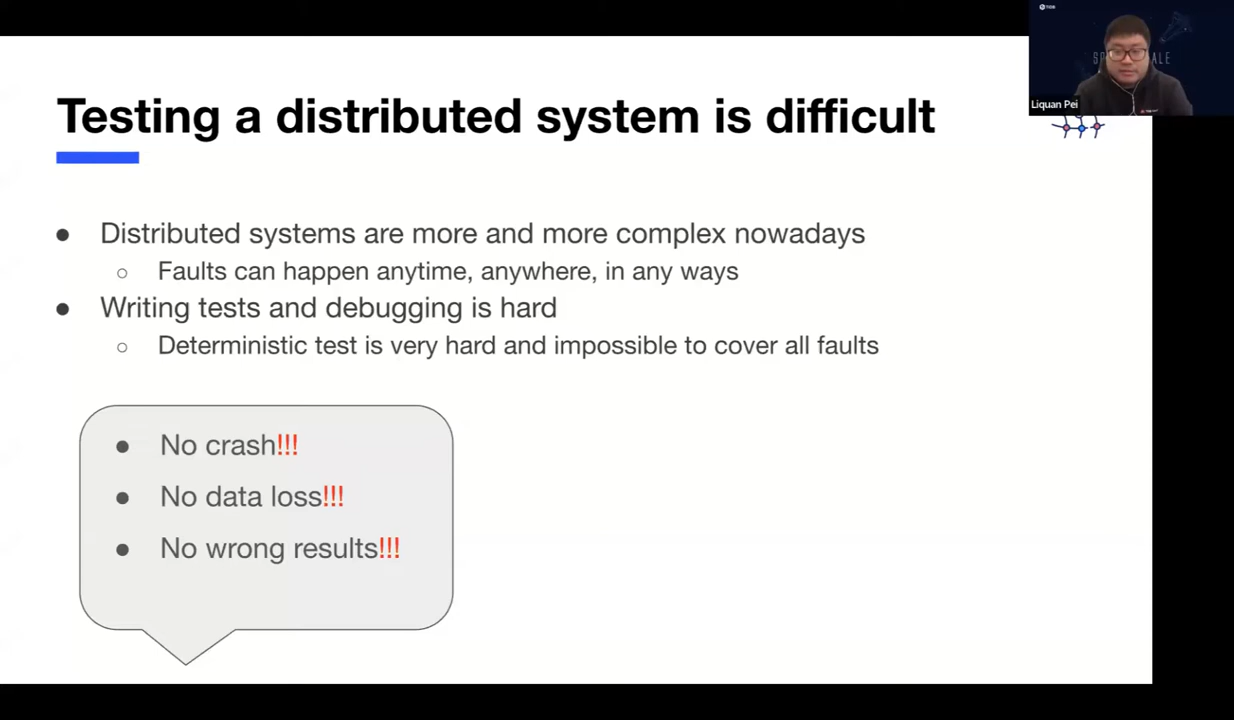 Testing a distributed system is difficult
● Distributed systems are more and more complex nowadays
○ Faults can happen anytime, anywhere, in any ways
● Writing tests and debugging is hard
○ Deterministic test is very hard and impossible to cover all faults
● No crash!!!
● No data loss!!!
● No wrong results!!!
Liquan Pei